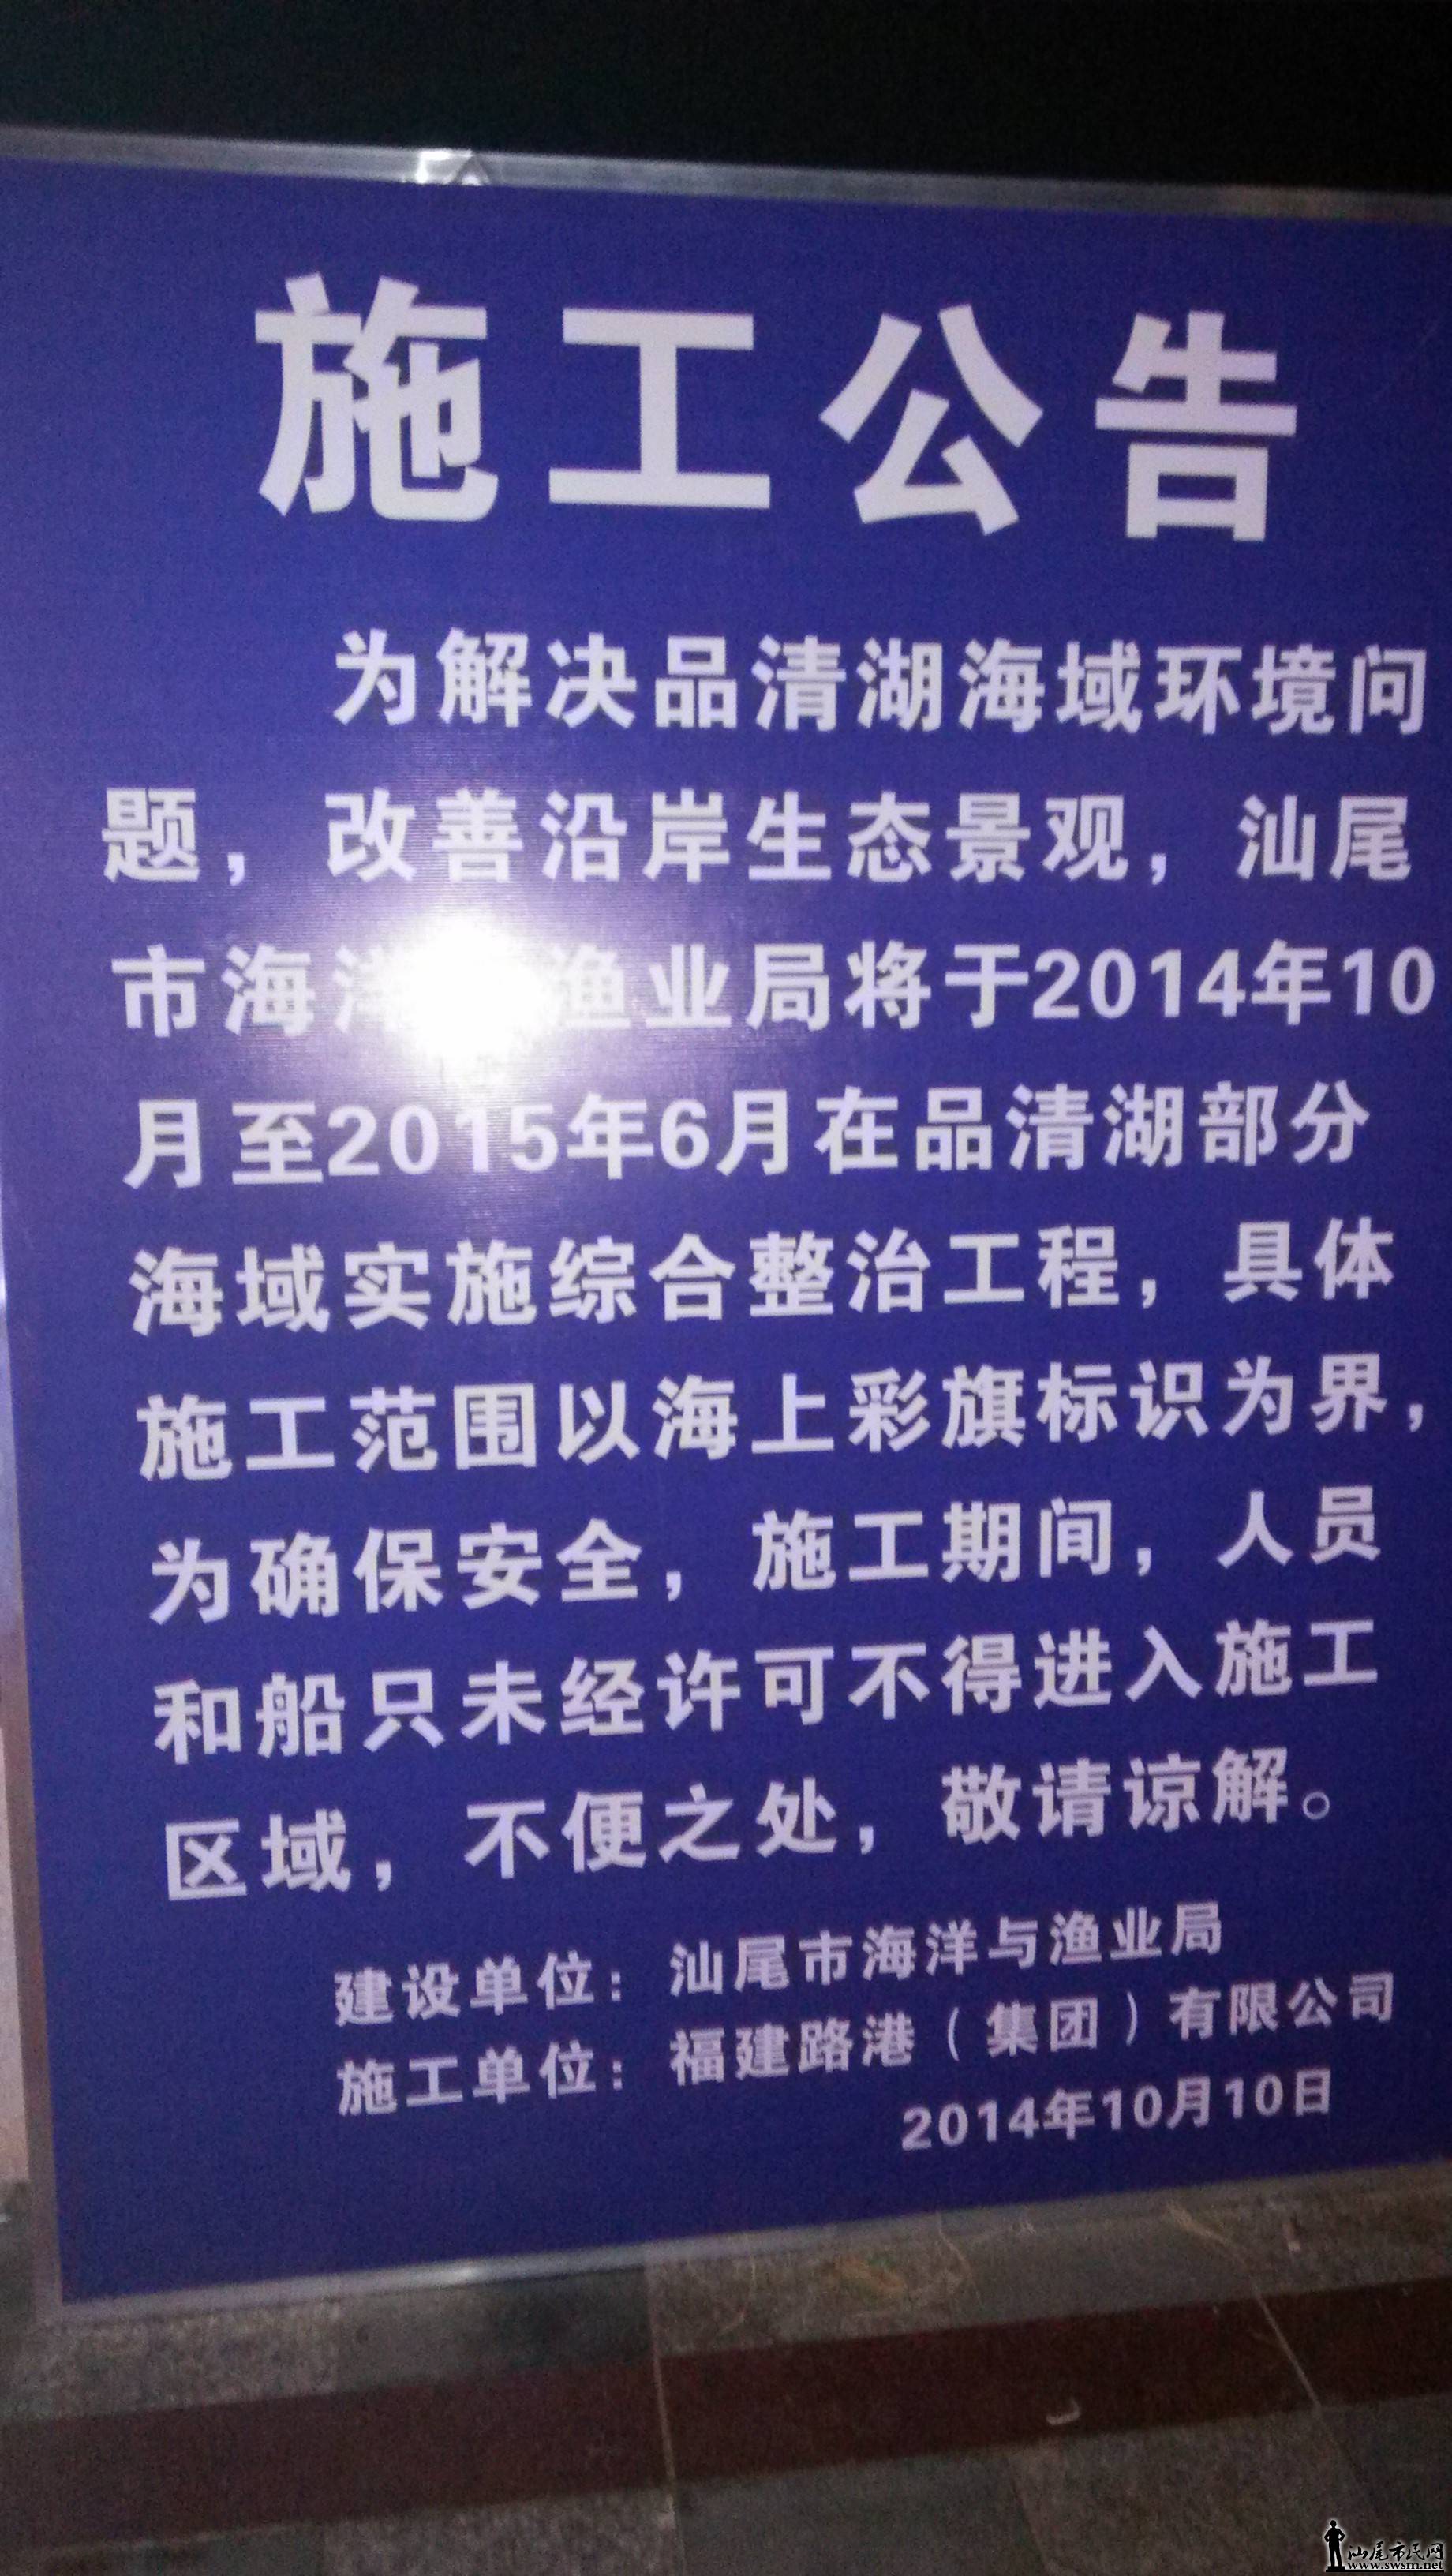 施工公告
为解决品清湖海域环境问
题，改善沿岸生态景观，汕尾
市海洋 渔业局将于2014年10
月至2015年6月在品清湖部分
海域实施综合整治工程，具体
施工范围以海上彩旗标识为界，
为确保安全，施工期间，人员
和船只未经许可不得进入施工
区域，不便之处，敬请谅解。
建设单位：汕尾市海洋与渔业局
施工单位：福建路港（集团）有限公司
2014年10月10日
汕尾市民网
www.swsm.net